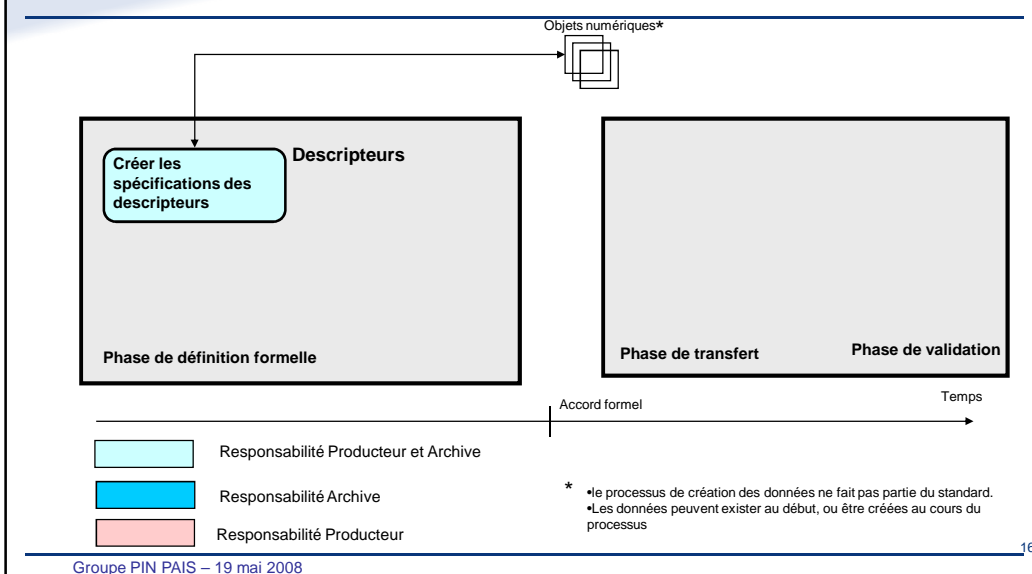 Objets numériques*
Créer les
spécifications des
descripteurs
Descripteurs
Phase de définition formelle
Phase de transfert
Phase de validation
Temps
Accord formel
Responsabilité Producteur et Archive
Responsabilité Archive
Responsabilité Producteur
* •le processus de création des données ne fait pas partie du standard.
•Les données peuvent exister au début, ou être créées au cours du
processus
16
Groupe PIN PAIS – 19 mai 2008